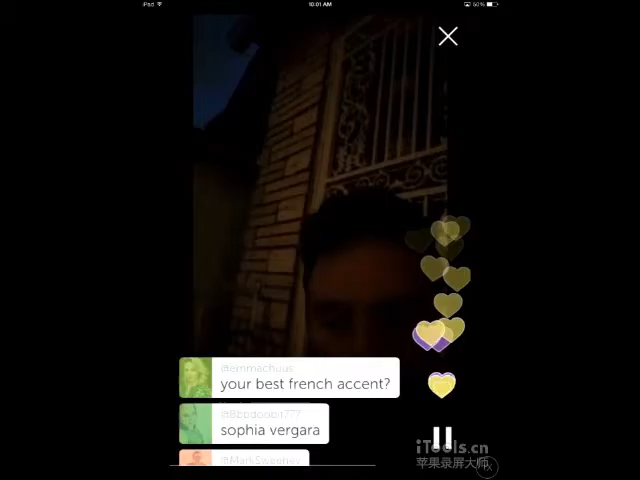 iPad
10:01 AM
50%
@emmachuus
your best french accent?
sophia vergara
@MarkSweeney
iTools.cn
苹果录屏大师